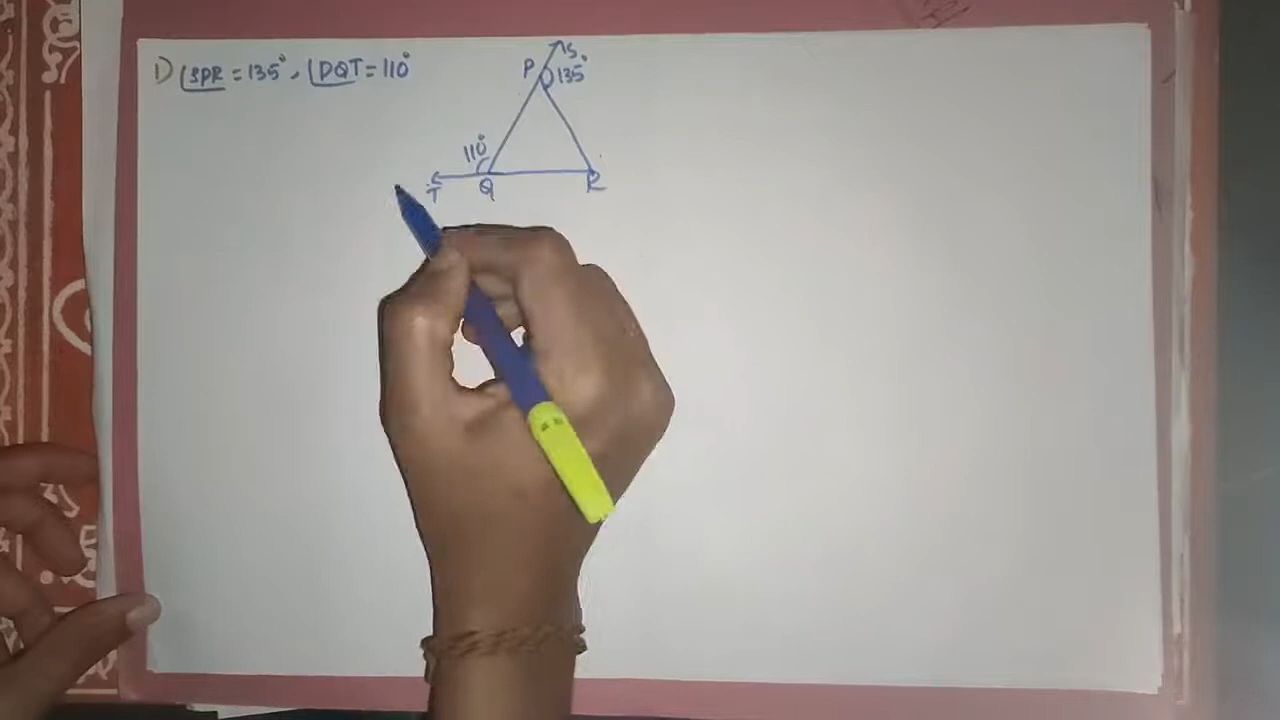 1) ∠SPR = 135°, ∠PQT = 110°
S
P 135°
110°
T Q R